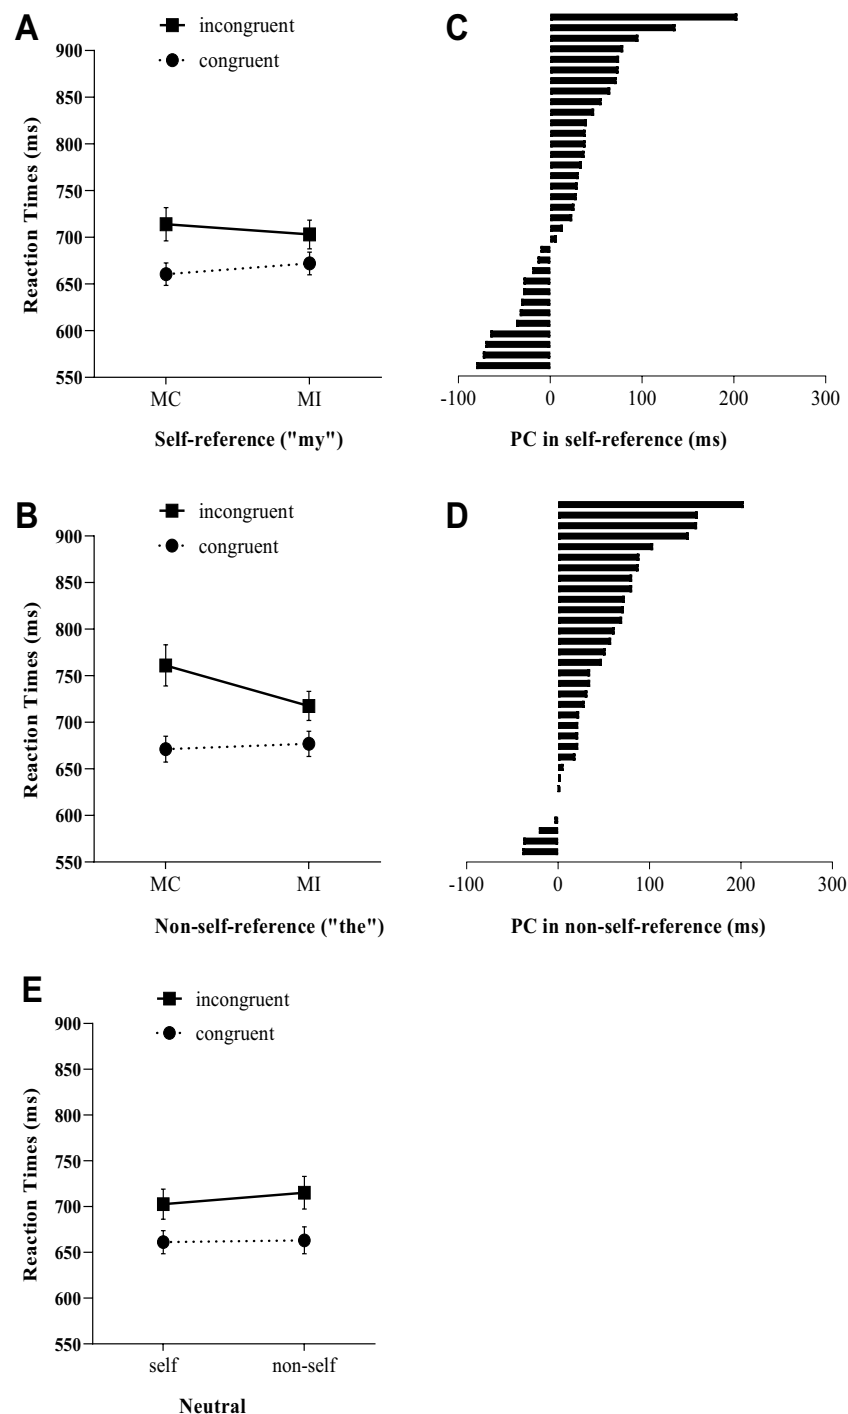 A
incongruent
congruent
900
850
800
750
700
650
600
550
Reaction Times (ms)
MC MI
Self-reference ("my")
C
-100 0 100 200 300
PC in self-reference (ms)
B
incongruent
congruent
900
850
800
750
700
650
600
550
Reaction Times (ms)
MC MI
Non-self-reference ("the")
D
-100 0 100 200 300
PC in non-self-reference (ms)
E
incongruent
congruent
900
850
800
750
700
650
600
550
Reaction Times (ms)
self non-self
Neutral